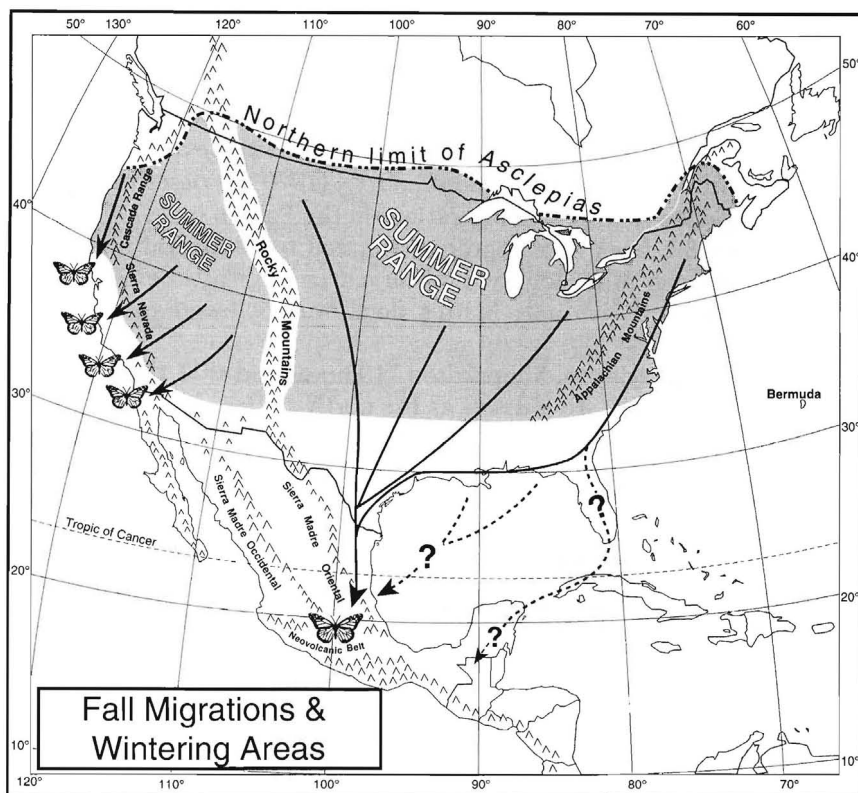 50° 130° 120° 110° 100° 90° 80° 70° 60°
50°
50°
Northern limit of Asclepias
40°
40°
SUMMER
RANGE
SUMMER
RANGE
Cascada Range
Rocky
Mountains
Sierra Nevada
Appalachian Mountains
Bermuda
30°
30°
Tropic of Cancer
Sierra Madre Occidental
Sierra Madre Oriental
?
?
?
20°
20°
Neovolcanic Belt
Fall Migrations &
Wintering Areas
10°
10°
120° 110° 100° 90° 80° 70°